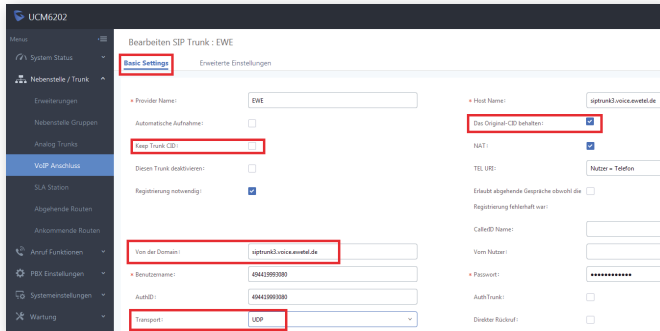 UCM6202
Menus
Bearbeiten SIP Trunk : EWE
System Status
Basic Settings
Erweiterte Einstellungen
Nebenstelle / Trunk
Erweiterungen
* Provider Name:
EWE
* Host Name:
siptrunk3.voice.ewetel.de
Nebenstelle Gruppen
Automatische Aufnahme:
Das Original-CID behalten:
Analog Trunks
Keep Trunk CID:
NAT:
VoIP Anschluss
Diesen Trunk deaktivieren:
TEL URI:
Nutzer = Telefon
SLA Station
Registrierung notwendig:
Erlaubt abgehende Gespräche obwohl die
Registrierung fehlerhaft war:
Abgehende Routen
Ankommende Routen
CallerID Name:
Anruf Funktionen
Von der Domain:
siptrunk3.voice.ewetel.de
Vom Nutzer:
PBX Einstellungen
* Benutzername:
494419993080
* Passwort:
••••••••••••
Systemeinstellungen
AuthID:
494419993080
AuthTrunk:
Wartung
Transport:
UDP
Direkter Rückruf: